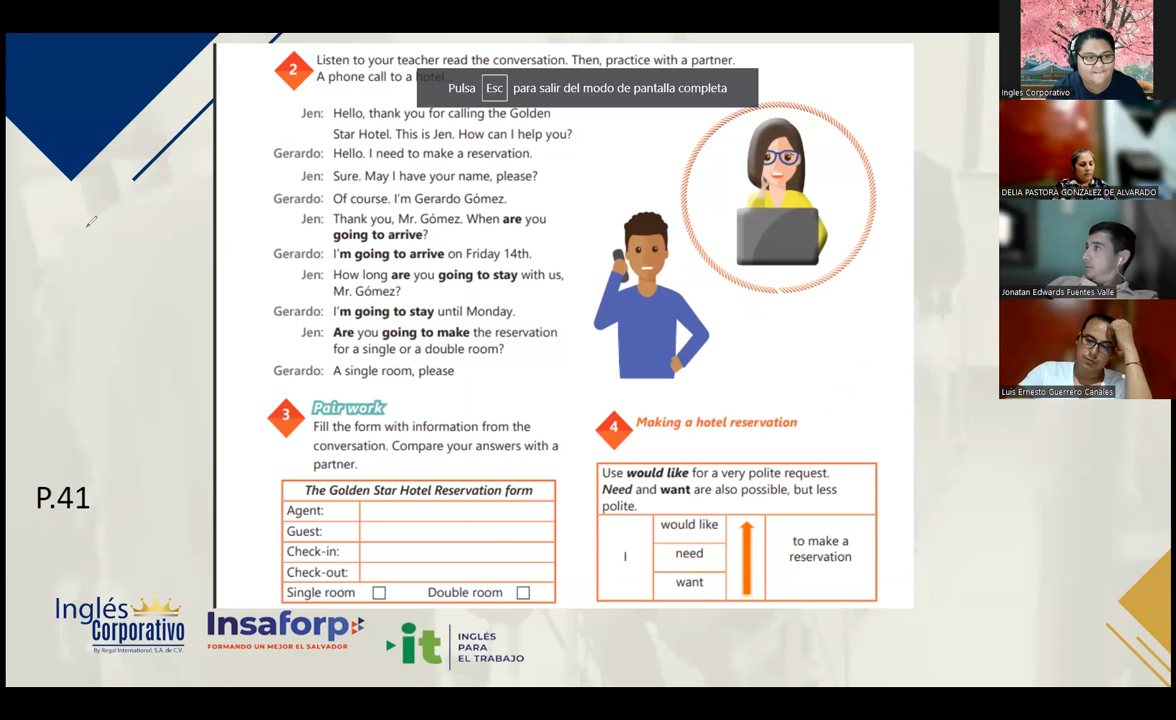 2
Listen to your teacher read the conversation. Then, practice with a partner.
A phone call to a hotel...
Pulsa Esc para salir del modo de pantalla completa
Jen: Hello, thank you for calling the Golden
Star Hotel. This is Jen. How can I help you?
Gerardo: Hello. I need to make a reservation.
Jen: Sure. May I have your name, please?
Gerardo: Of course. I'm Gerardo Gómez.
Jen: Thank you, Mr. Gómez. When are you
going to arrive?
Gerardo: I'm going to arrive on Friday 14th.
Jen: How long are you going to stay with us,
Mr. Gómez?
Gerardo: I'm going to stay until Monday.
Jen: Are you going to make the reservation
for a single or a double room?
Gerardo: A single room, please
3
Pair work
Fill the form with information from the
conversation. Compare your answers with a
partner.
The Golden Star Hotel Reservation form
Agent:
Guest:
Check-in:
Check-out:
Single room Double room
4
Making a hotel reservation
Use would like for a very polite request.
Need and want are also possible, but less
polite.
I
would like
need
want
to make a
reservation
P.41
Inglés
Corporativo
By Regal International, S.A. de C.V.
Insaforp
FORMANDO UN MEJOR EL SALVADOR
it
INGLÉS
PARA
EL TRABAJO
Ingles Corporativo
DELIA PASTORA GONZALEZ DE ALVARADO
Jonatan Edwards Fuentes Valle
Luis Ernesto Guerrero Canales